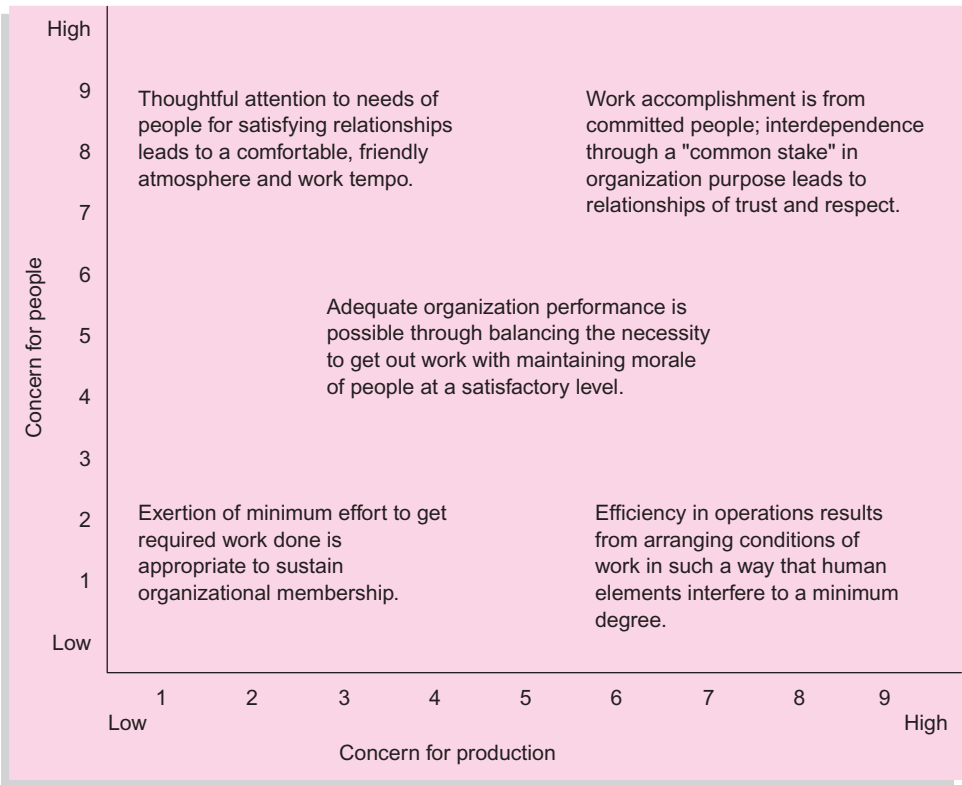 High
9
8
7
6
5
4
3
2
1
Low
Concern for people
Thoughtful attention to needs of
people for satisfying relationships
leads to a comfortable, friendly
atmosphere and work tempo.
Work accomplishment is from
committed people; interdependence
through a "common stake" in
organization purpose leads to
relationships of trust and respect.
Adequate organization performance is
possible through balancing the necessity
to get out work with maintaining morale
of people at a satisfactory level.
Exertion of minimum effort to get
required work done is
appropriate to sustain
organizational membership.
Efficiency in operations results
from arranging conditions of
work in such a way that human
elements interfere to a minimum
degree.
1 2 3 4 5 6 7 8 9
Low High
Concern for production